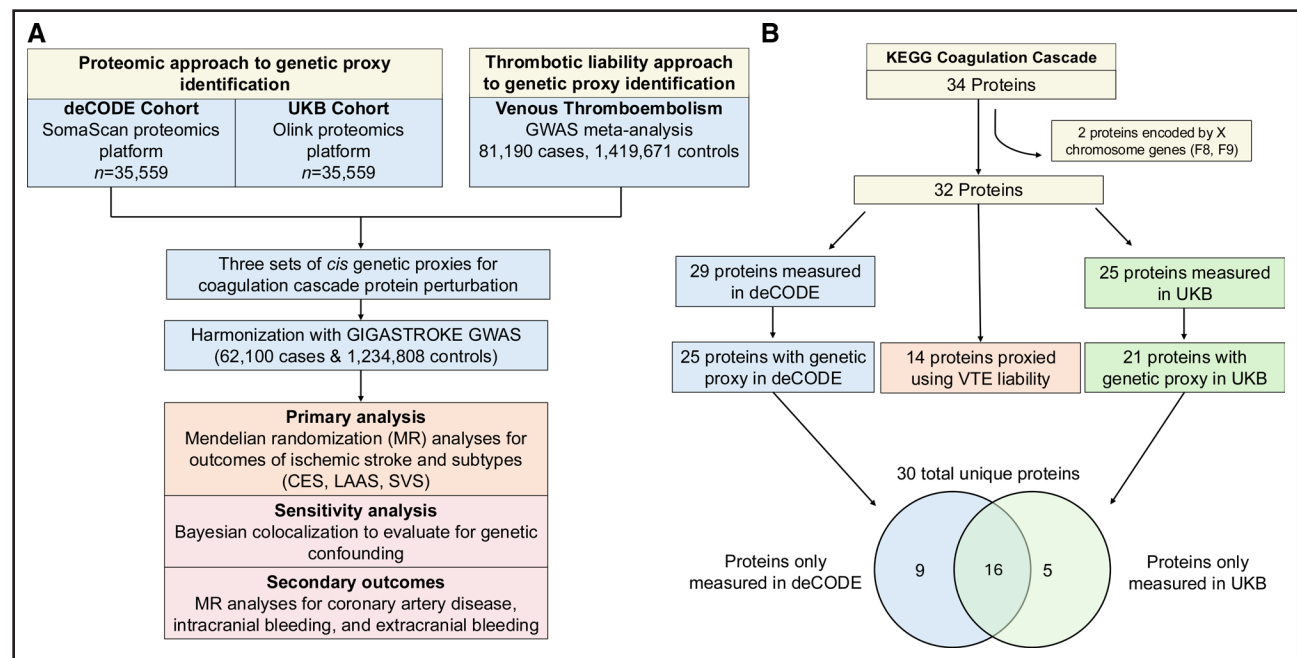 A
Proteomic approach to genetic proxy
identification
deCODE Cohort
SomaScan proteomics
platform
n=35,559
UKB Cohort
Olink proteomics
platform
n=35,559
Thrombotic liability approach
to genetic proxy identification
Venous Thromboembolism
GWAS meta-analysis
81,190 cases, 1,419,671 controls
Three sets of cis genetic proxies for
coagulation cascade protein perturbation
Harmonization with GIGASTROKE GWAS
(62,100 cases & 1,234,808 controls)
Primary analysis
Mendelian randomization (MR) analyses for
outcomes of ischemic stroke and subtypes
(CES, LAAS, SVS)
Sensitivity analysis
Bayesian colocalization to evaluate for genetic
confounding
Secondary outcomes
MR analyses for coronary artery disease,
intracranial bleeding, and extracranial bleeding
B
KEGG Coagulation Cascade
34 Proteins
2 proteins encoded by X
chromosome genes (F8, F9)
32 Proteins
29 proteins measured
in deCODE
25 proteins measured
in UKB
25 proteins with genetic
proxy in deCODE
14 proteins proxied
using VTE liability
21 proteins with
genetic proxy in UKB
30 total unique proteins
Proteins only
measured in deCODE
9
16
5
Proteins only
measured in UKB